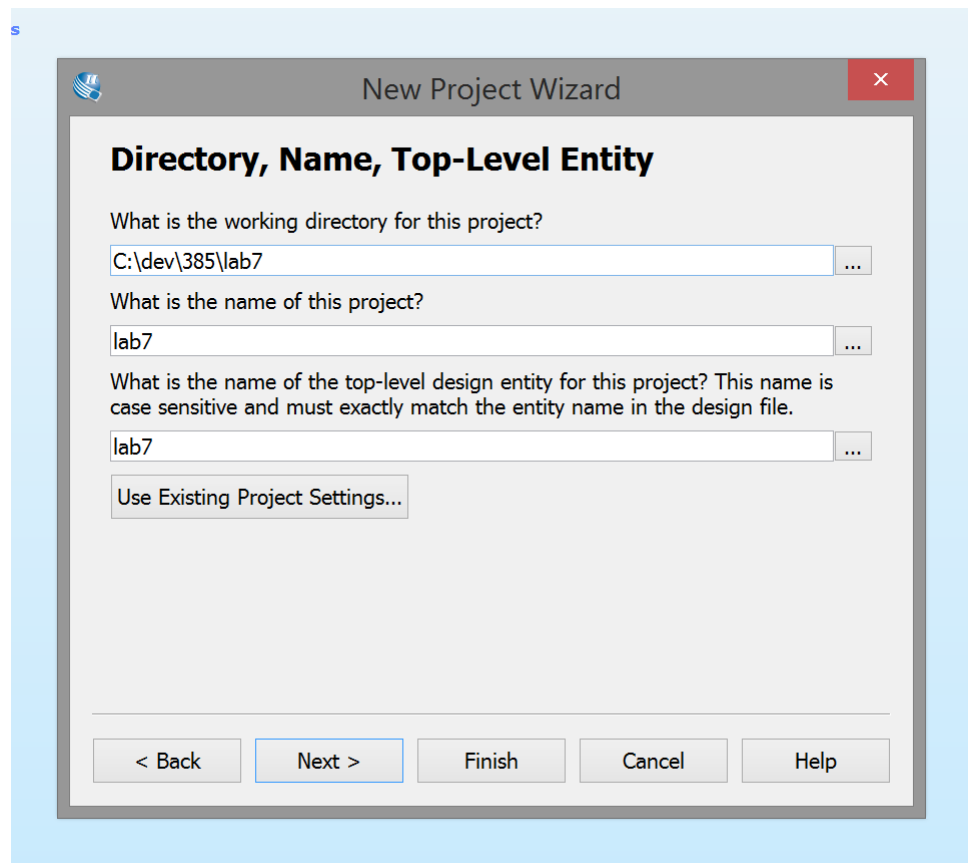 s
New Project Wizard
Directory, Name, Top-Level Entity
What is the working directory for this project?
C:\dev\385\lab7
...
What is the name of this project?
lab7
...
What is the name of the top-level design entity for this project? This name is
case sensitive and must exactly match the entity name in the design file.
lab7
...
Use Existing Project Settings...
< Back Next > Finish Cancel Help